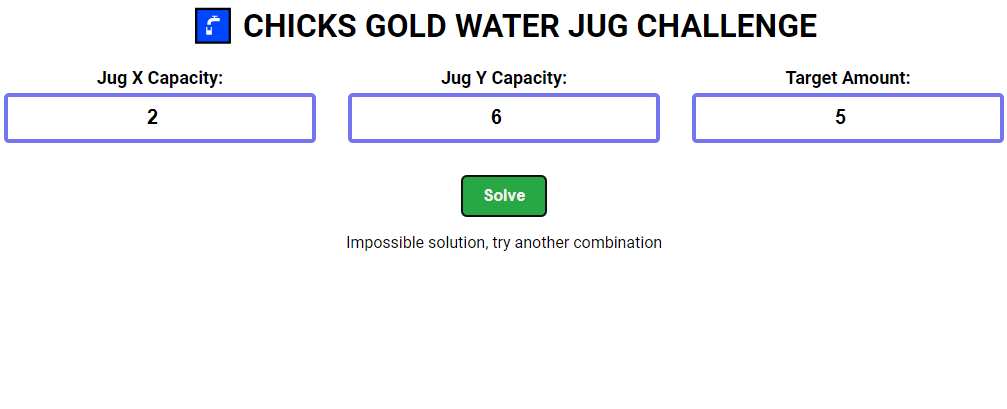 CHICKS GOLD WATER JUG CHALLENGE
Jug X Capacity: Jug Y Capacity: Target Amount:
2 6 5
Solve
Impossible solution, try another combination